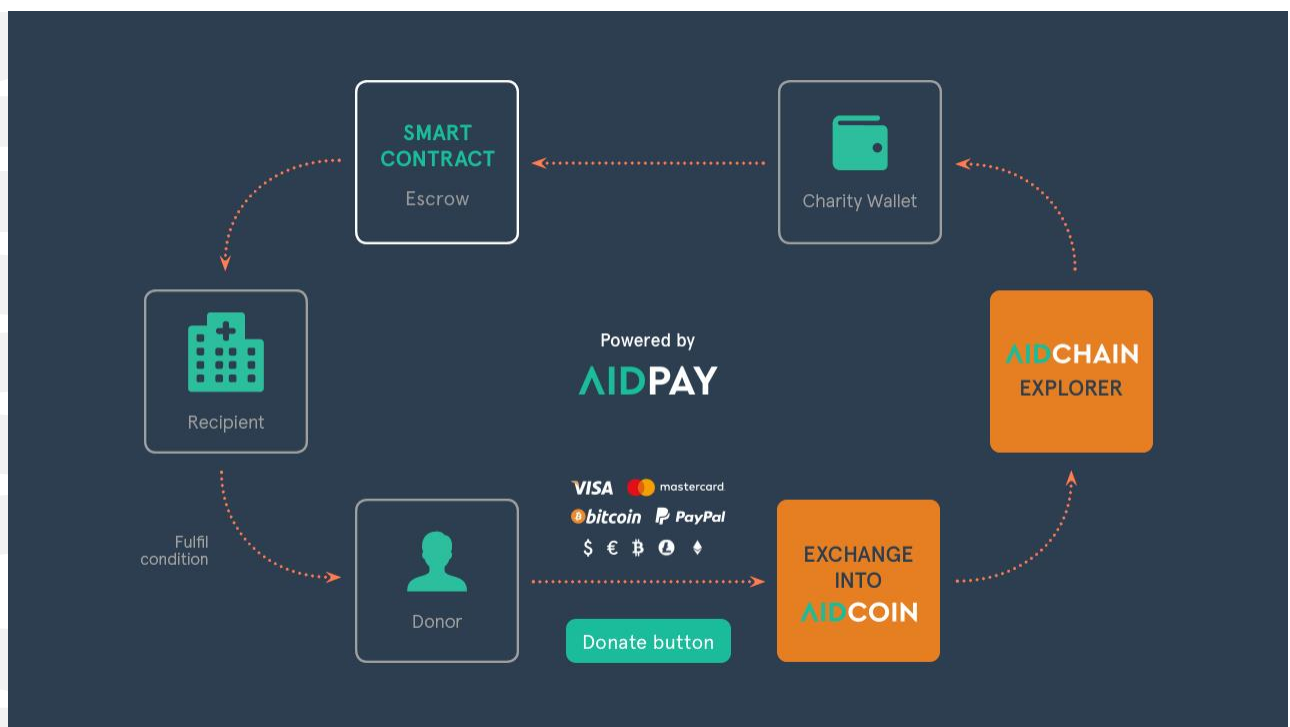 SMART
CONTRACT
Escrow
Charity Wallet
Recipient
Powered by
AIDPAY
AIDCHAIN
EXPLORER
Fulfil
condition
Donor
VISA mastercard
bitcoin PayPal
$ € ₿ Ł
Donate button
EXCHANGE
INTO
AIDCOIN